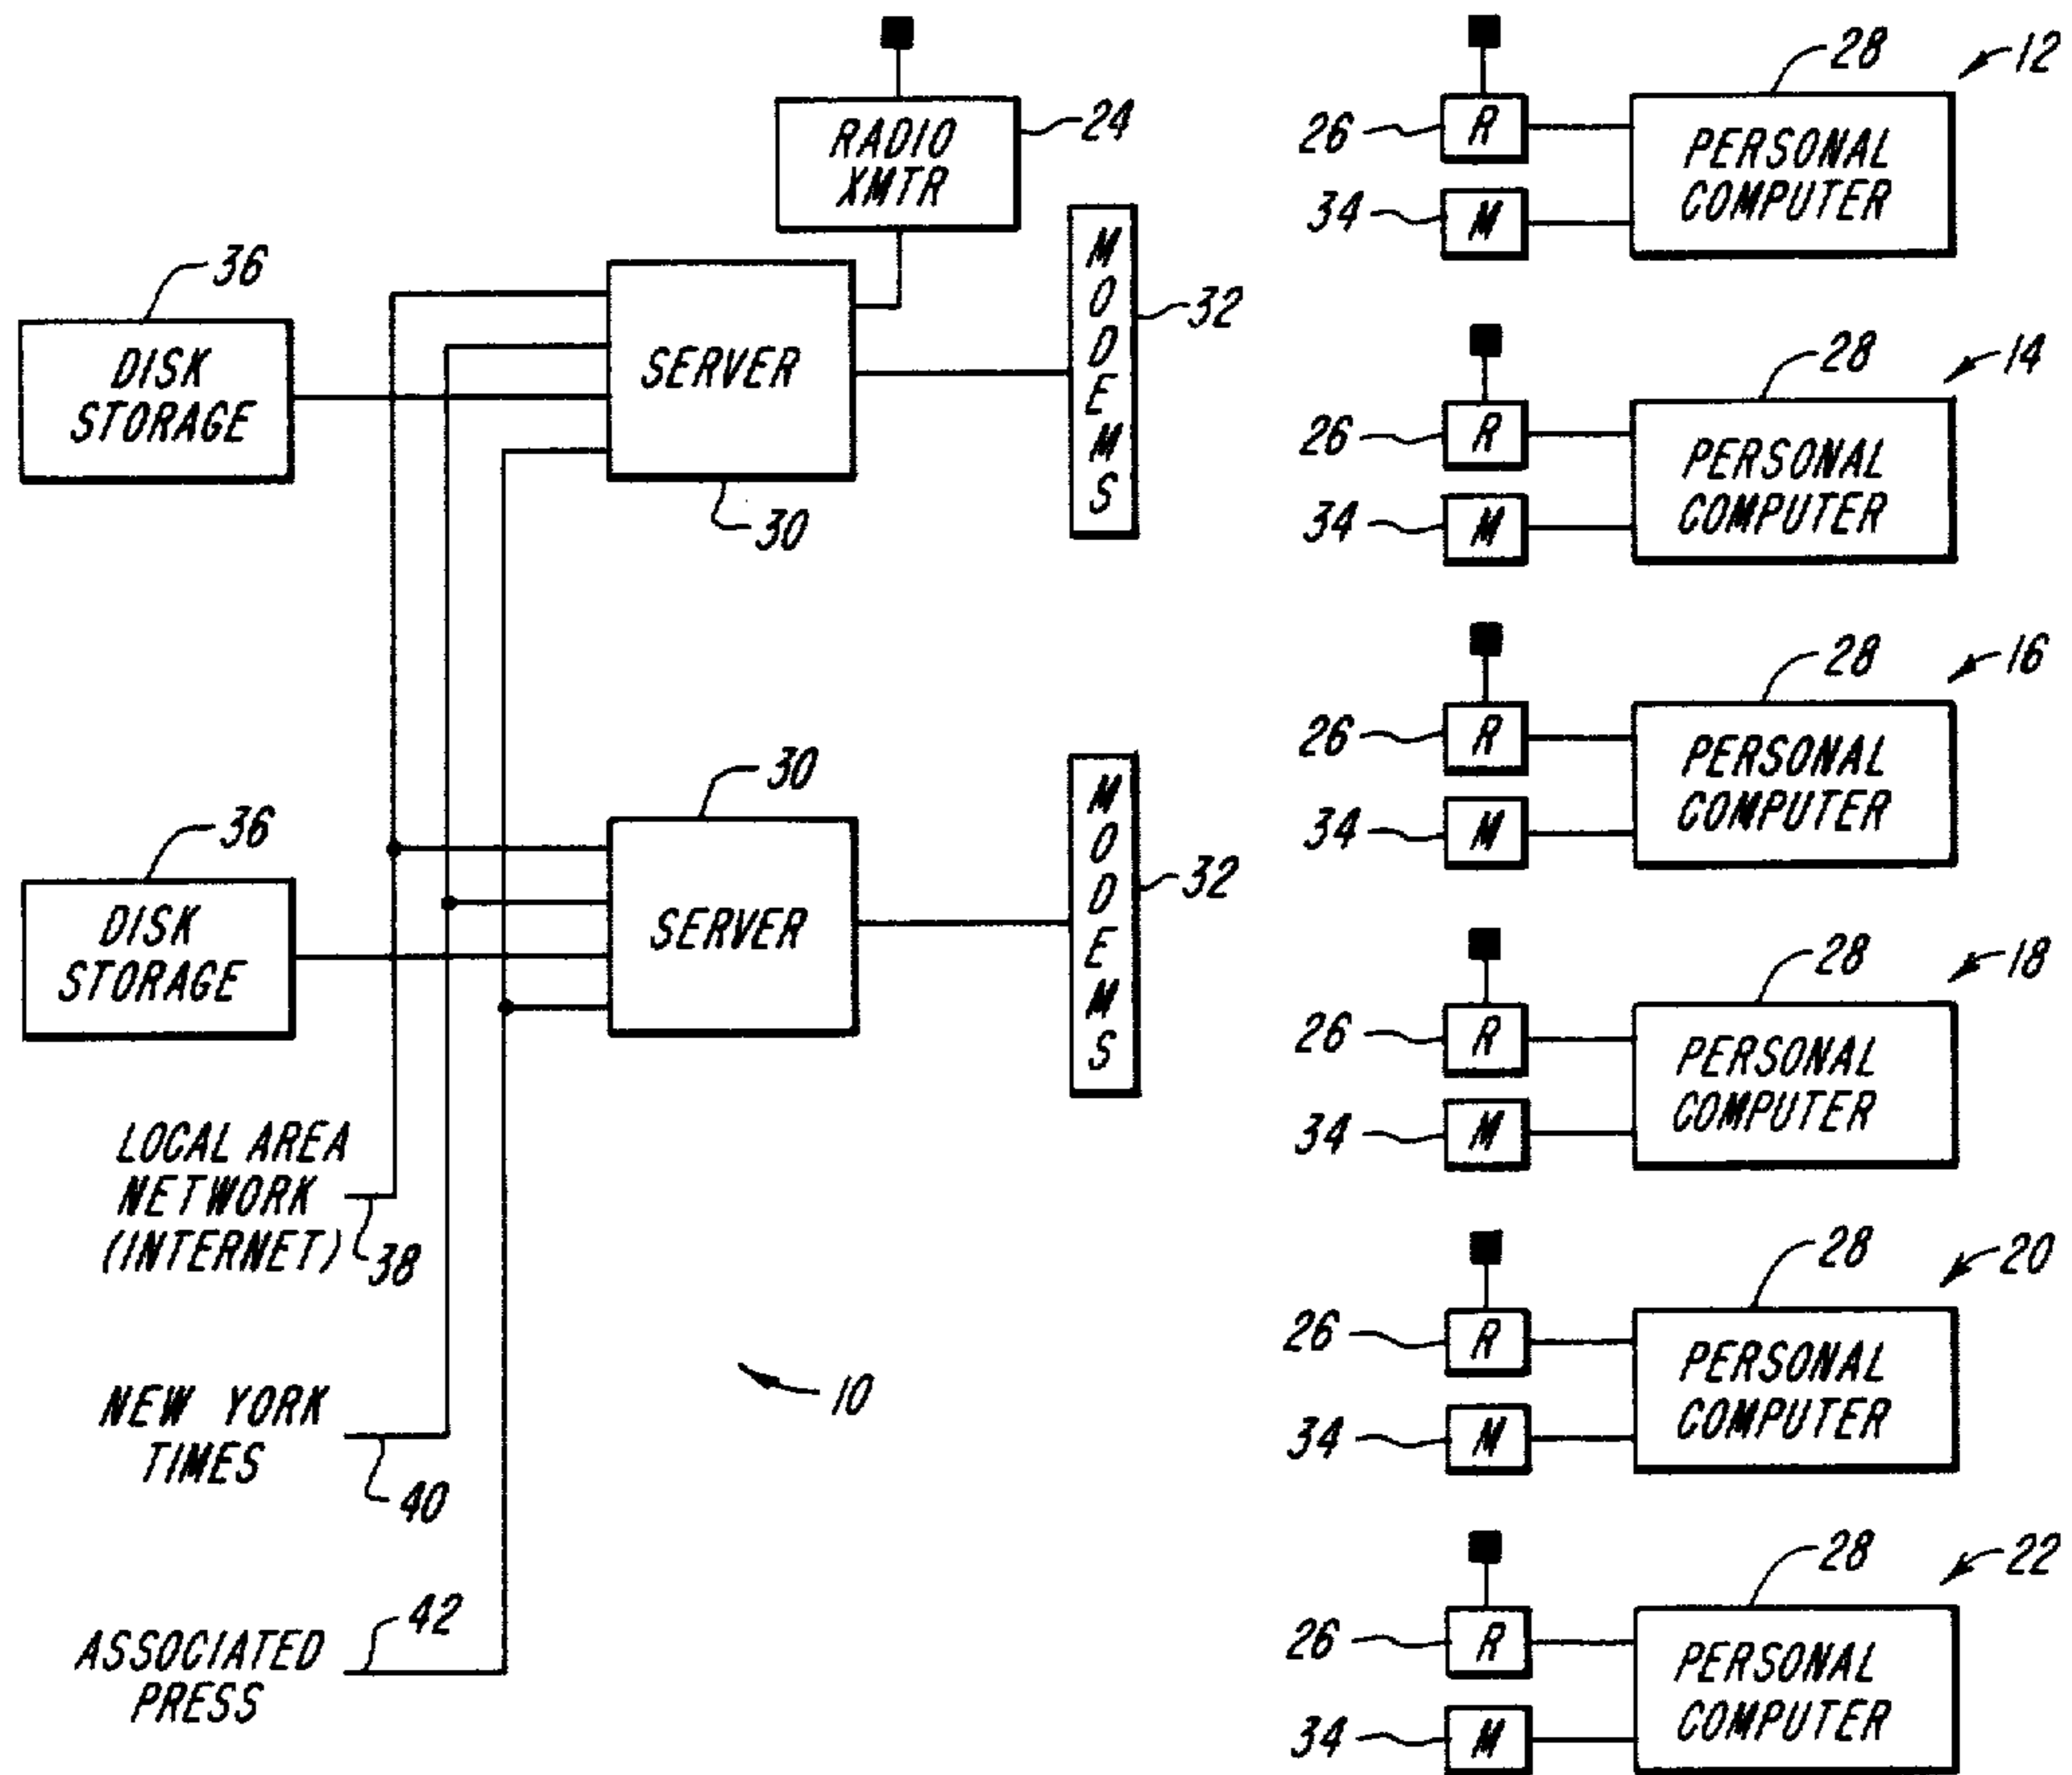 RADIO
XMTR
24
36
DISK
STORAGE
SERVER
30
MODEMS
32
30
36
DISK
STORAGE
SERVER
MODEMS
32
LOCAL AREA
NETWORK
(INTERNET)
38
NEW YORK
TIMES
40
ASSOCIATED
PRESS
42
10
28
12
26
R
34
M
PERSONAL
COMPUTER
28
14
26
R
34
M
PERSONAL
COMPUTER
28
16
26
R
34
M
PERSONAL
COMPUTER
28
18
26
R
34
M
PERSONAL
COMPUTER
28
20
26
R
34
M
PERSONAL
COMPUTER
28
22
26
R
34
M
PERSONAL
COMPUTER